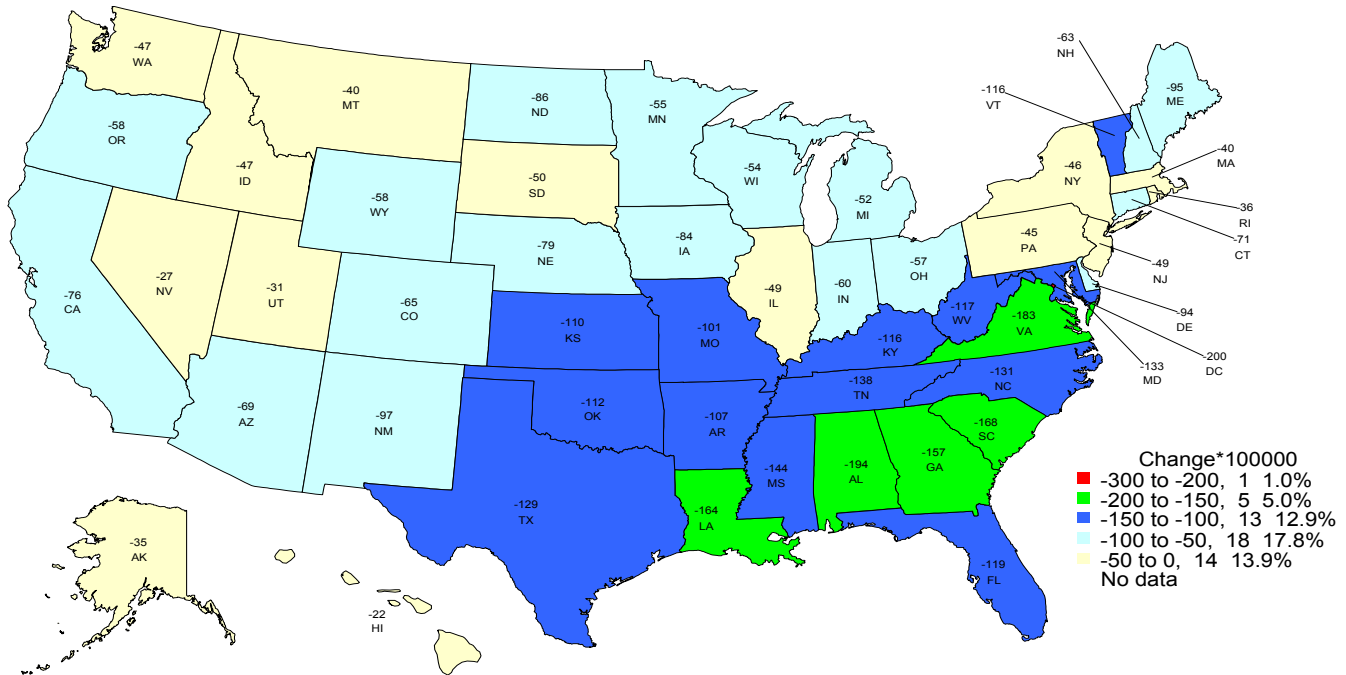 -47
WA
-40
MT
-86
ND
-55
MN
-63
NH
-95
ME
-116
VT
-58
OR
-47
ID
-58
WY
-50
SD
-54
WI
-52
MI
-46
NY
-40
MA
-36
RI
-71
CT
-45
PA
-49
NJ
-76
CA
-27
NV
-31
UT
-65
CO
-79
NE
-84
IA
-49
IL
-60
IN
-57
OH
-94
DE
-200
DC
-133
MD
-117
WV
-183
VA
-110
KS
-101
MO
-116
KY
-69
AZ
-97
NM
-112
OK
-107
AR
-138
TN
-131
NC
-168
SC
-129
TX
-164
LA
-144
MS
-194
AL
-157
GA
-119
FL
-35
AK
-22
HI
Change*100000
-300 to -200, 1 1.0%
-200 to -150, 5 5.0%
-150 to -100, 13 12.9%
-100 to -50, 18 17.8%
-50 to 0, 14 13.9%
No data